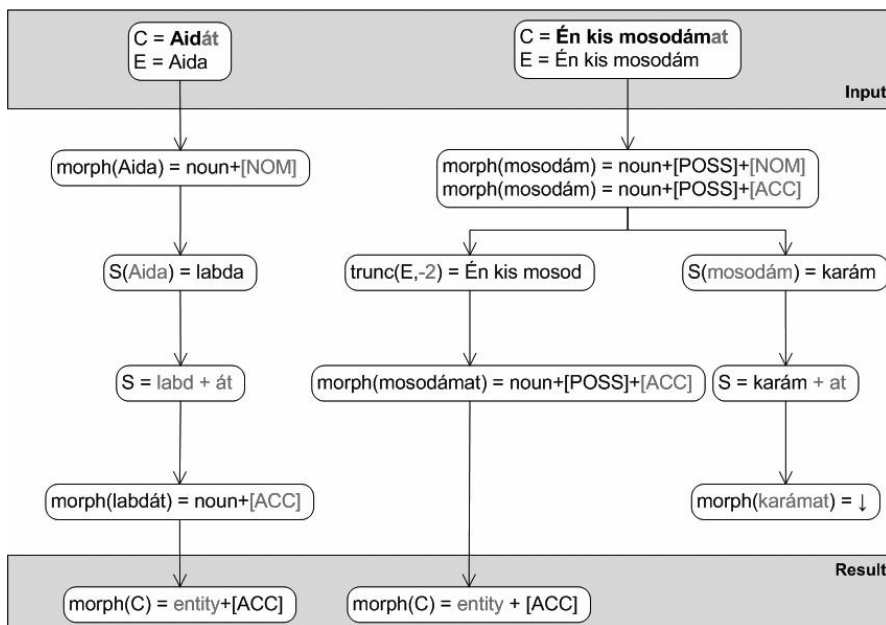 C = Aidát
E = Aida
C = Én kis mosodámat
E = Én kis mosodám
Input
morph(Aida) = noun+[NOM]
morph(mosodám) = noun+[POSS]+[NOM]
morph(mosodám) = noun+[POSS]+[ACC]
S(Aida) = labda
trunc(E,-2) = Én kis mosod
S(mosodám) = karám
S = labd + át
morph(mosodámat) = noun+[POSS]+[ACC]
S = karám + at
morph(labdát) = noun+[ACC]
morph(karámat) = ↓
Result
morph(C) = entity+[ACC]
morph(C) = entity + [ACC]